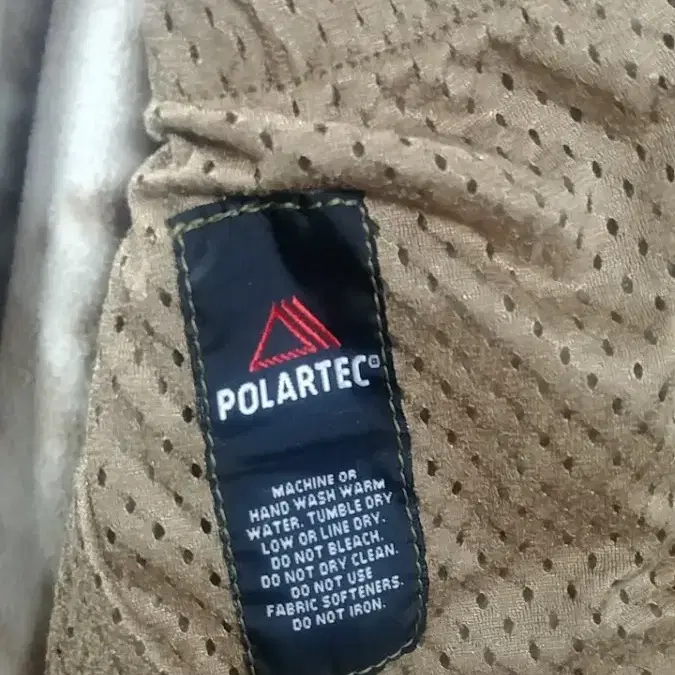 POLARTEC®
MACHINE OR
HAND WASH WARM
WATER. TUMBLE DRY
LOW OR LINE DRY.
DO NOT BLEACH.
DO NOT DRY CLEAN.
DO NOT USE
FABRIC SOFTENERS.
DO NOT IRON.